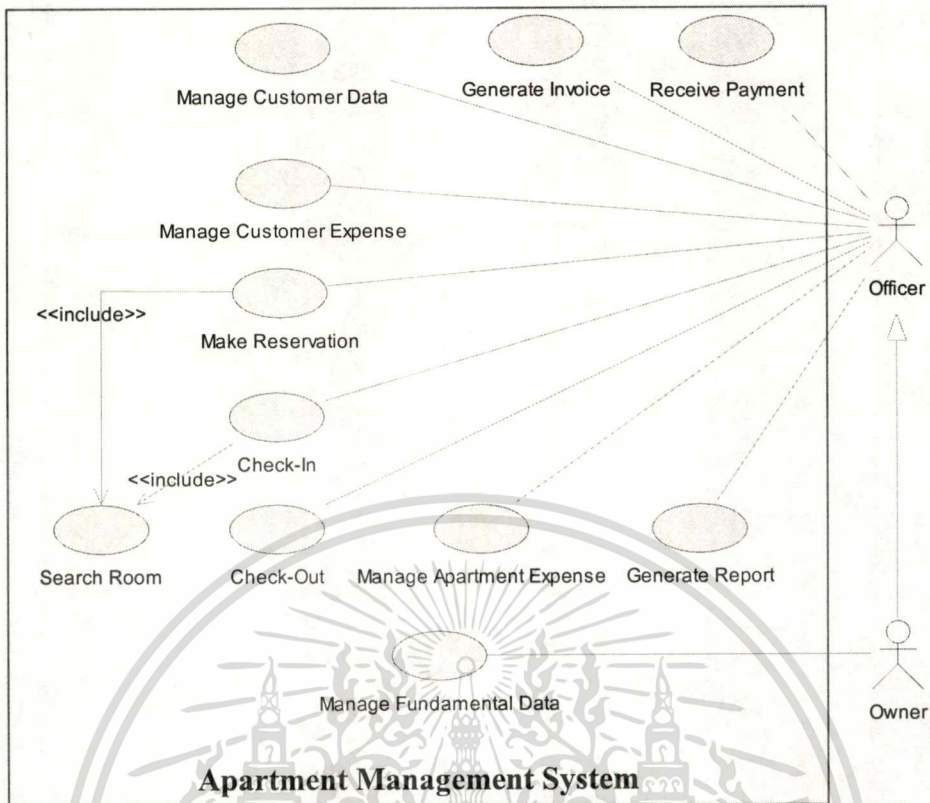 Manage Customer Data
Generate Invoice
Receive Payment
Manage Customer Expense
Officer
<<include>>
Make Reservation
Check-In
<<include>>
Search Room
Check-Out
Manage Apartment Expense
Generate Report
Manage Fundamental Data
Owner
Apartment Management System